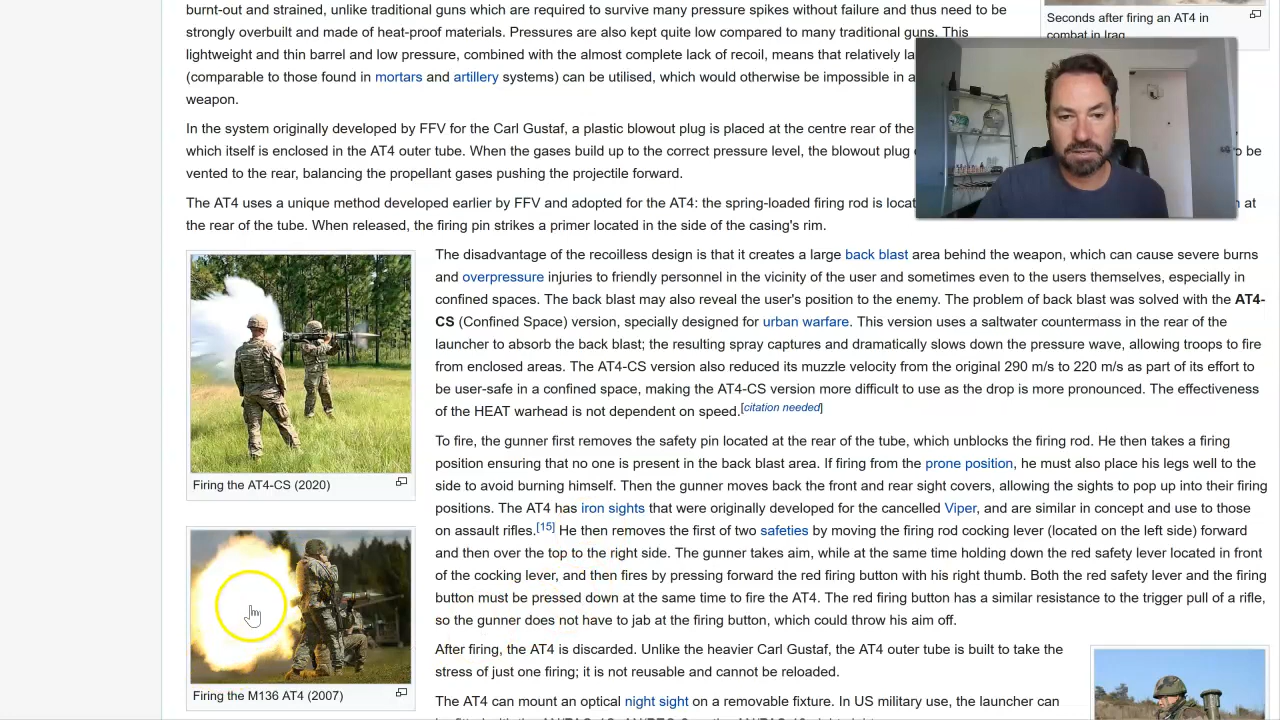 burnt-out and strained, unlike traditional guns which are required to survive many pressure spikes without failure and thus need to be
strongly overbuilt and made of heat-proof materials. Pressures are also kept quite low compared to many traditional guns. This
lightweight and thin barrel and low pressure, combined with the almost complete lack of recoil, means that relatively
(comparable to those found in mortars and artillery systems) can be utilised, which would otherwise be impossible in a
weapon.
Seconds after firing an AT4 in
combat in Iraq
In the system originally developed by FFV for the Carl Gustaf, a plastic blowout plug is placed at the centre rear of the
which itself is enclosed in the AT4 outer tube. When the gases build up to the correct pressure level, the blowout plug to be
vented to the rear, balancing the propellant gases pushing the projectile forward.
The AT4 uses a unique method developed earlier by FFV and adopted for the AT4: the spring-loaded firing rod is at
the rear of the tube. When released, the firing pin strikes a primer located in the side of the casing's rim.
The disadvantage of the recoilless design is that it creates a large back blast area behind the weapon, which can cause severe burns
and overpressure injuries to friendly personnel in the vicinity of the user and sometimes even to the users themselves, especially in
confined spaces. The back blast may also reveal the user's position to the enemy. The problem of back blast was solved with the AT4-
CS (Confined Space) version, specially designed for urban warfare. This version uses a saltwater countermass in the rear of the
launcher to absorb the back blast; the resulting spray captures and dramatically slows down the pressure wave, allowing troops to fire
from enclosed areas. The AT4-CS version also reduced its muzzle velocity from the original 290 m/s to 220 m/s as part of its effort to
be user-safe in a confined space, making the AT4-CS version more difficult to use as the drop is more pronounced. The effectiveness
of the HEAT warhead is not dependent on speed.[citation needed]
Firing the AT4-CS (2020)
To fire, the gunner first removes the safety pin located at the rear of the tube, which unblocks the firing rod. He then takes a firing
position ensuring that no one is present in the back blast area. If firing from the prone position, he must also place his legs well to the
side to avoid burning himself. Then the gunner moves back the front and rear sight covers, allowing the sights to pop up into their firing
positions. The AT4 has iron sights that were originally developed for the cancelled Viper, and are similar in concept and use to those
on assault rifles.[15] He then removes the first of two safeties by moving the firing rod cocking lever (located on the left side) forward
and then over the top to the right side. The gunner takes aim, while at the same time holding down the red safety lever located in front
of the cocking lever, and then fires by pressing forward the red firing button with his right thumb. Both the red safety lever and the firing
button must be pressed down at the same time to fire the AT4. The red firing button has a similar resistance to the trigger pull of a rifle,
so the gunner does not have to jab at the firing button, which could throw his aim off.
Firing the M136 AT4 (2007)
After firing, the AT4 is discarded. Unlike the heavier Carl Gustaf, the AT4 outer tube is built to take the
stress of just one firing; it is not reusable and cannot be reloaded.
The AT4 can mount an optical night sight on a removable fixture. In US military use, the launcher can